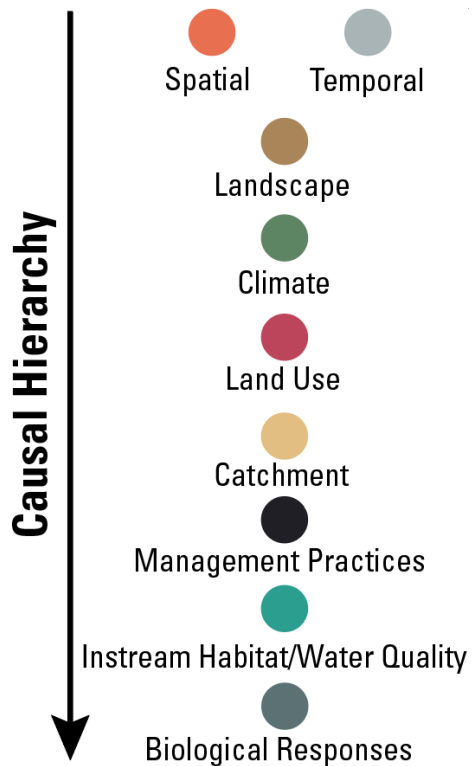 Causal Hierarchy
Spatial
Temporal
Landscape
Climate
Land Use
Catchment
Management Practices
Instream Habitat/Water Quality
Biological Responses